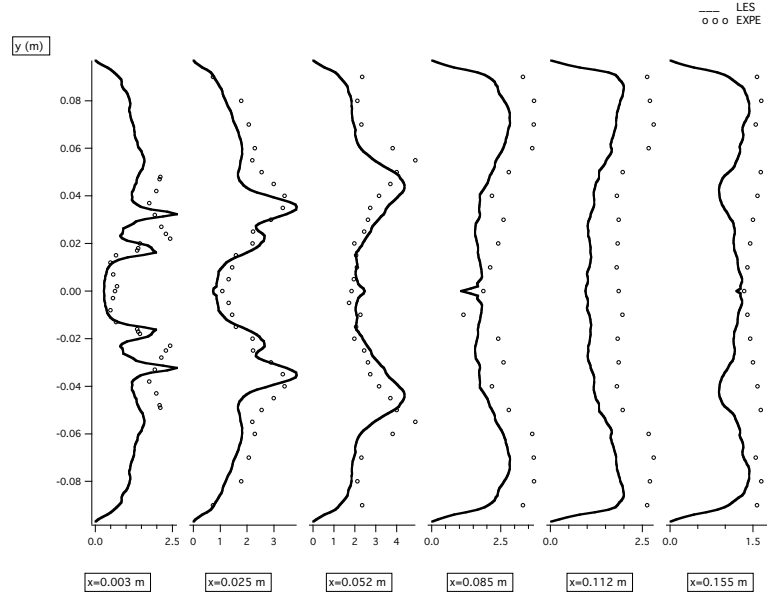 ___ LES
o o o EXPE
y (m)
0.08
0.06
0.04
0.02
0.00
-0.02
-0.04
-0.06
-0.08
0.0 2.5 0 1 2 3 0 1 2 3 4 0.0 2.5 0.0 2.5 0.0 1.5
x=0.003 m x=0.025 m x=0.052 m x=0.085 m x=0.112 m x=0.155 m